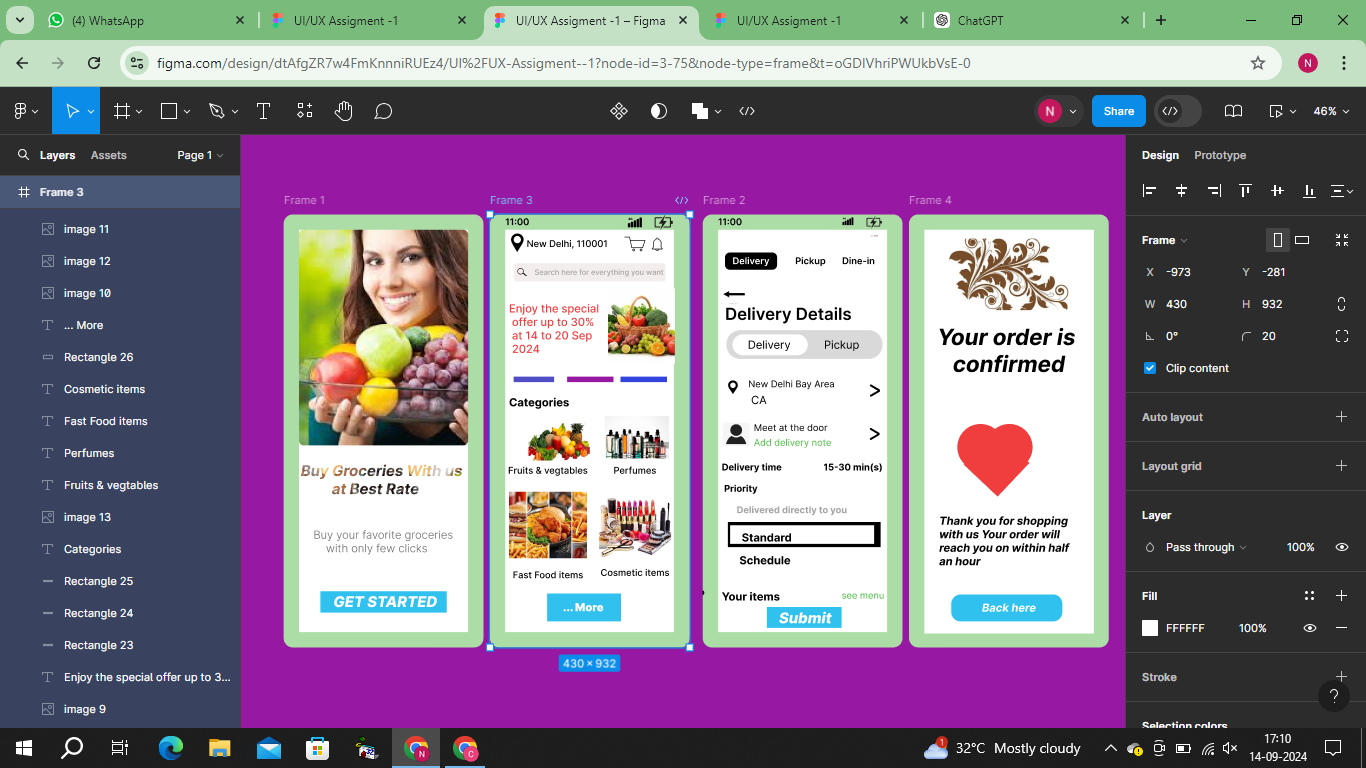 (4) WhatsApp
UI/UX Assigment -1
UI/UX Assigment -1 – Figma
UI/UX Assigment -1
ChatGPT
figma.com/design/dtAfgZR7w4FmKnnniRUEz4/UI%2FUX-Assigment--1?node-id=3-75&node-type=frame&t=oGDIVhriPWUkbVsE-0
N
N
Share
46%
Layers
Assets
Page 1
Frame 3
image 11
image 12
image 10
... More
Rectangle 26
Cosmetic items
Fast Food items
Perfumes
Fruits & vegtables
image 13
Categories
Rectangle 25
Rectangle 24
Rectangle 23
Enjoy the special offer up to 3...
image 9
Frame 1
Buy Groceries With us
at Best Rate
Buy your favorite groceries
with only few clicks
GET STARTED
Frame 3
11:00
New Delhi, 110001
Search here for everything you want
Enjoy the special
offer up to 30%
at 14 to 20 Sep
2024
Categories
Fruits & vegtables
Perfumes
Fast Food items
Cosmetic items
... More
430 × 932
Frame 2
11:00
Delivery
Pickup
Dine-in
Delivery Details
Delivery
Pickup
New Delhi Bay Area
CA
>
Meet at the door
Add delivery note
>
Delivery time
15-30 min(s)
Priority
Delivered directly to you
Standard
Schedule
Your items
see menu
Submit
Frame 4
Your order is
confirmed
Thank you for shopping
with us Your order will
reach you on within half
an hour
Back here
Design
Prototype
Frame
X -973
Y -281
W 430
H 932
0°
20
Clip content
Auto layout
Layout grid
Layer
Pass through
100%
Fill
FFFFFF
100%
Stroke
?
Selection colors
N
C
1
32°C Mostly cloudy
17:10
14-09-2024